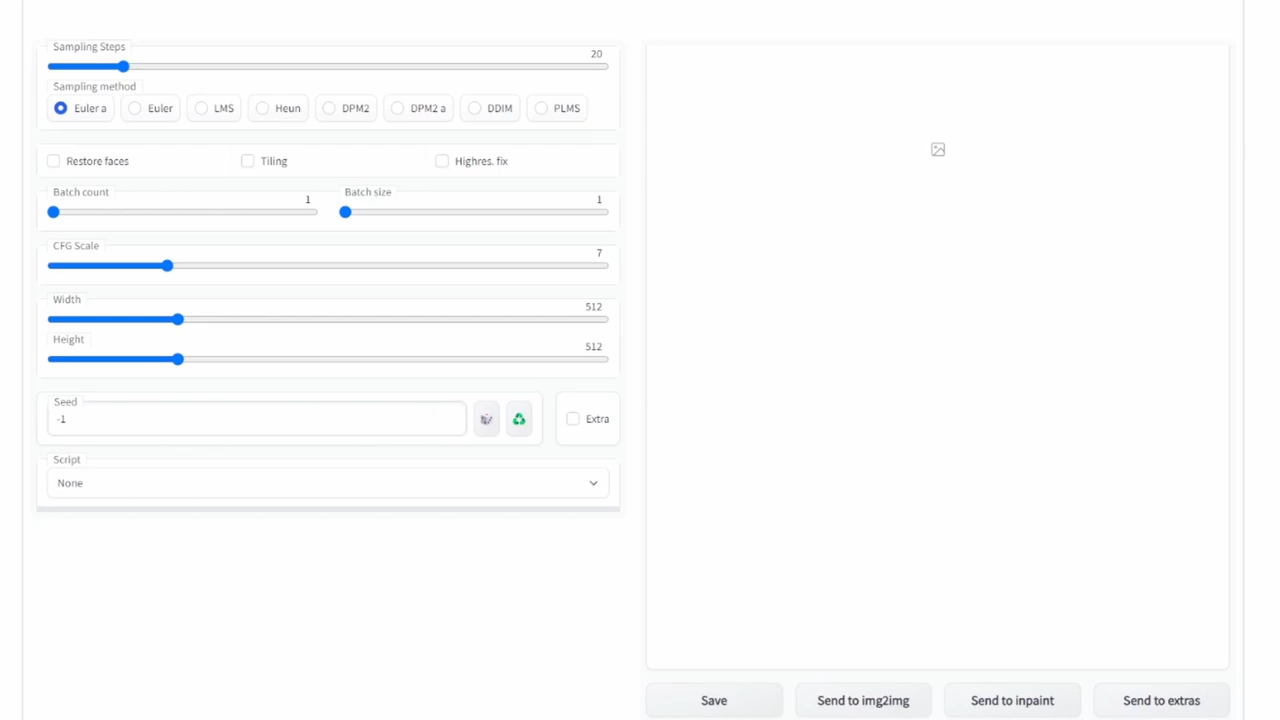 Sampling Steps
20
Sampling method
Euler a Euler LMS Heun DPM2 DPM2 a DDIM PLMS
Restore faces Tiling Highres. fix
Batch count Batch size
1 1
CFG Scale
7
Width
512
Height
512
Seed
-1
Extra
Script
None
Save Send to img2img Send to inpaint Send to extras